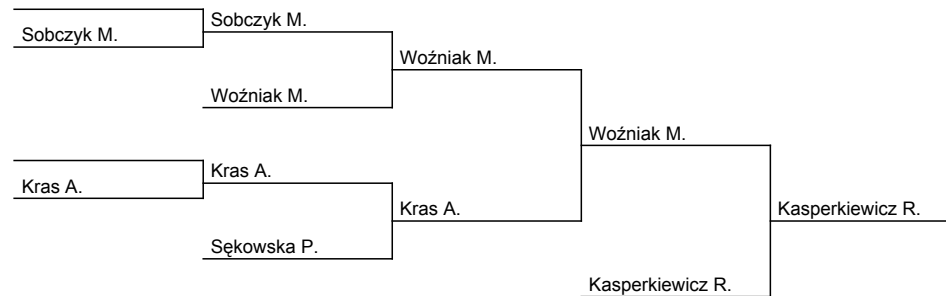 Sobczyk M.
Sobczyk M.
Woźniak M.
Woźniak M.
Woźniak M.
Kras A.
Kras A.
Kras A.
Kasperkiewicz R.
Sękowska P.
Kasperkiewicz R.